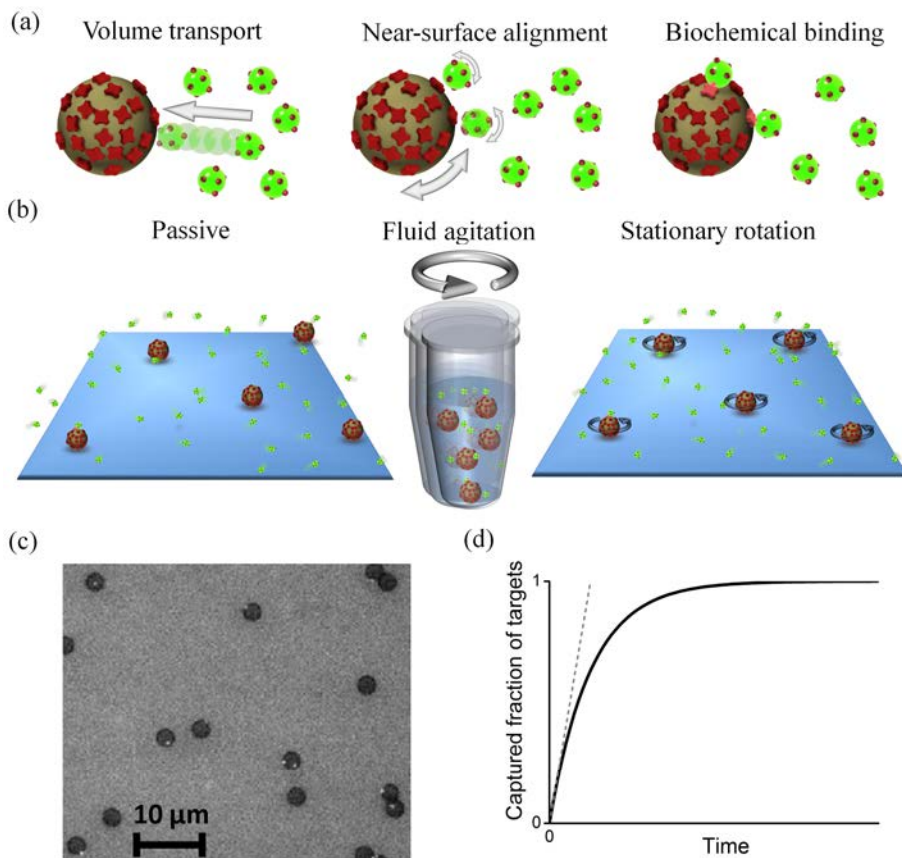 (a)
Volume transport
Near-surface alignment
Biochemical binding
(b)
Passive
Fluid agitation
Stationary rotation
(c)
10 μm
(d)
1
Captured fraction of targets
0
0
Time